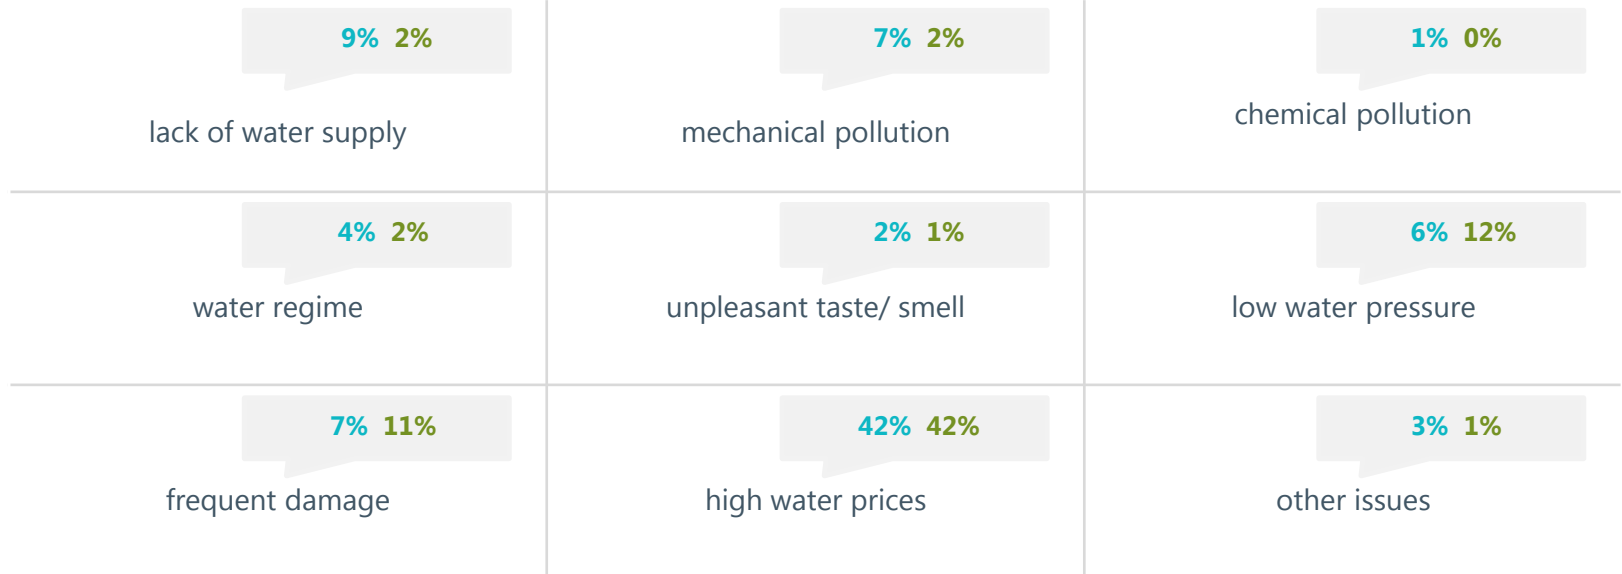 9% 2%
lack of water supply
7% 2%
mechanical pollution
1% 0%
chemical pollution
4% 2%
water regime
2% 1%
unpleasant taste/ smell
6% 12%
low water pressure
7% 11%
frequent damage
42% 42%
high water prices
3% 1%
other issues